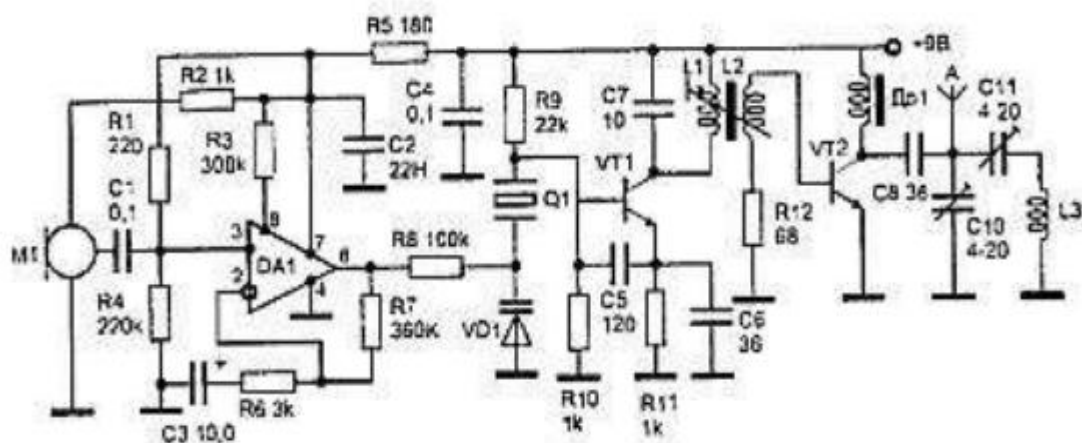 R5 180
+9В
R2 1k
C4
0,1
R9
22k
C7
10
L1
L2
Др1
A
C11
4-20
R1
220
R3
300k
C2
22Н
VT1
VT2
C8 36
C1
0,1
Q1
R12
68
L3
M1
3
8
7
DA1
6
R8 100k
C10
4-20
2
4
R4
220k
R7
360K
VD1
C5
120
C6
36
R6 3k
R10
1k
R11
1k
C3 10,0